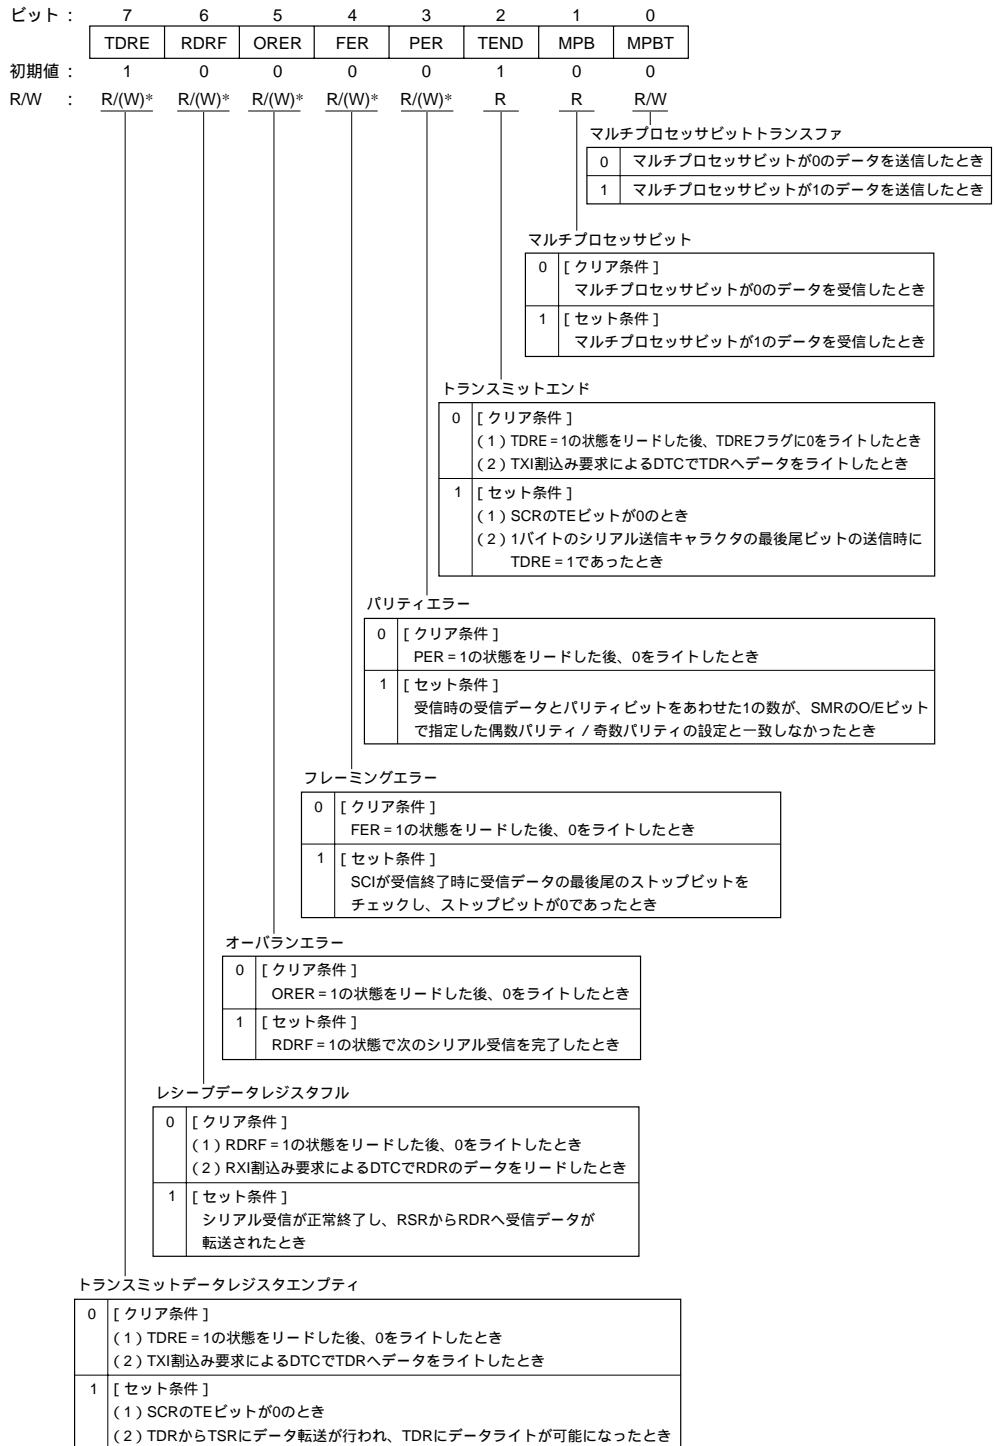 ビット： 7 6 5 4 3 2 1 0
TDRE RDRF ORER FER PER TEND MPB MPBT
初期値： 1 0 0 0 0 1 0 0
R/W ： R/(W)* R/(W)* R/(W)* R/(W)* R/(W)* R R R/W
マルチプロセッサビットトランスファ
0 マルチプロセッサビットが0のデータを送信したとき
1 マルチプロセッサビットが1のデータを送信したとき
マルチプロセッサビット
0 [クリア条件]
マルチプロセッサビットが0のデータを受信したとき
1 [セット条件]
マルチプロセッサビットが1のデータを受信したとき
トランスミットエンド
0 [クリア条件]
(1) TDRE = 1の状態をリードした後、TDREフラグに0をライトしたとき
(2) TXI割込み要求によるDTCでTDRへデータをライトしたとき
1 [セット条件]
(1) SCRのTEビットが0のとき
(2) 1バイトのシリアル送信キャラクタの最後尾ビットの送信時に
TDRE = 1であったとき
パリティエラー
0 [クリア条件]
PER = 1の状態をリードした後、0をライトしたとき
1 [セット条件]
受信時の受信データとパリティビットをあわせた1の数が、SMRのO/Eビット
で指定した偶数パリティ / 奇数パリティの設定と一致しなかったとき
フレーミングエラー
0 [クリア条件]
FER = 1の状態をリードした後、0をライトしたとき
1 [セット条件]
SCIが受信終了時に受信データの最後尾のストップビットを
チェックし、ストップビットが0であったとき
オーバランエラー
0 [クリア条件]
ORER = 1の状態をリードした後、0をライトしたとき
1 [セット条件]
RDRF = 1の状態で次のシリアル受信を完了したとき
レシーブデータレジスタフル
0 [クリア条件]
(1) RDRF = 1の状態をリードした後、0をライトしたとき
(2) RXI割込み要求によるDTCでRDRのデータをリードしたとき
1 [セット条件]
シリアル受信が正常終了し、RSRからRDRへ受信データが
転送されたとき
トランスミットデータレジスタエンプティ
0 [クリア条件]
(1) TDRE = 1の状態をリードした後、0をライトしたとき
(2) TXI割込み要求によるDTCでTDRへデータをライトしたとき
1 [セット条件]
(1) SCRのTEビットが0のとき
(2) TDRからTSRにデータ転送が行われ、TDRにデータライトが可能になったとき